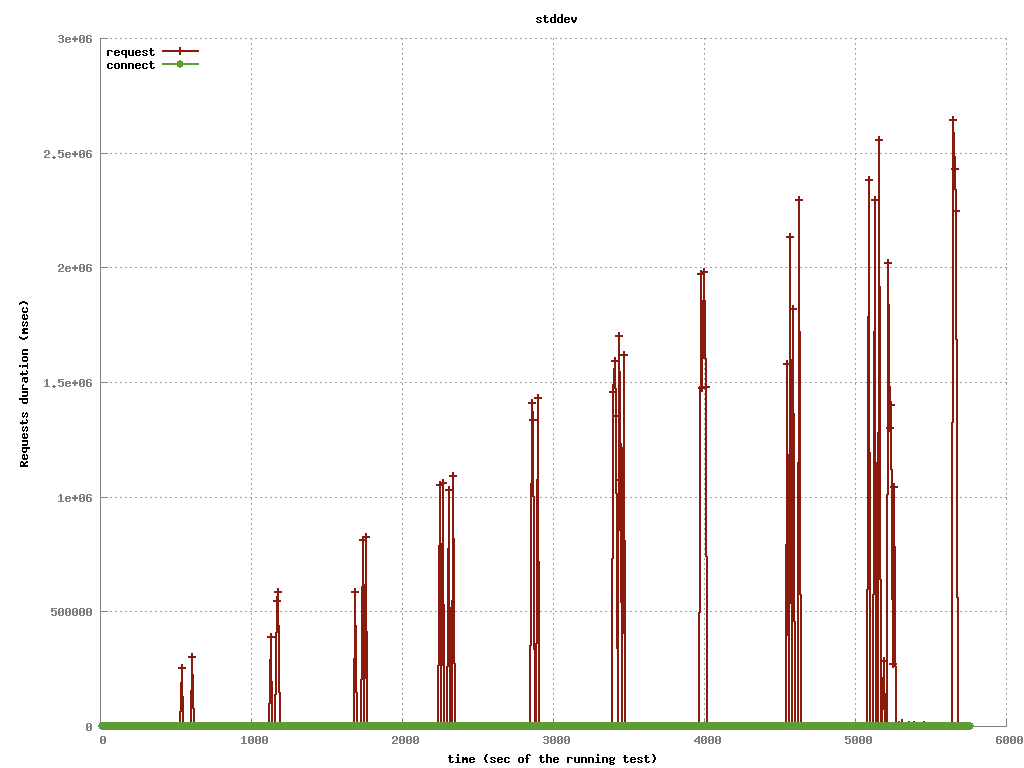 stddev
3e+06
request
connect
2.5e+06
2e+06
1.5e+06
1e+06
500000
0
0 1000 2000 3000 4000 5000 6000
time (sec of the running test)
Requests duration (msec)